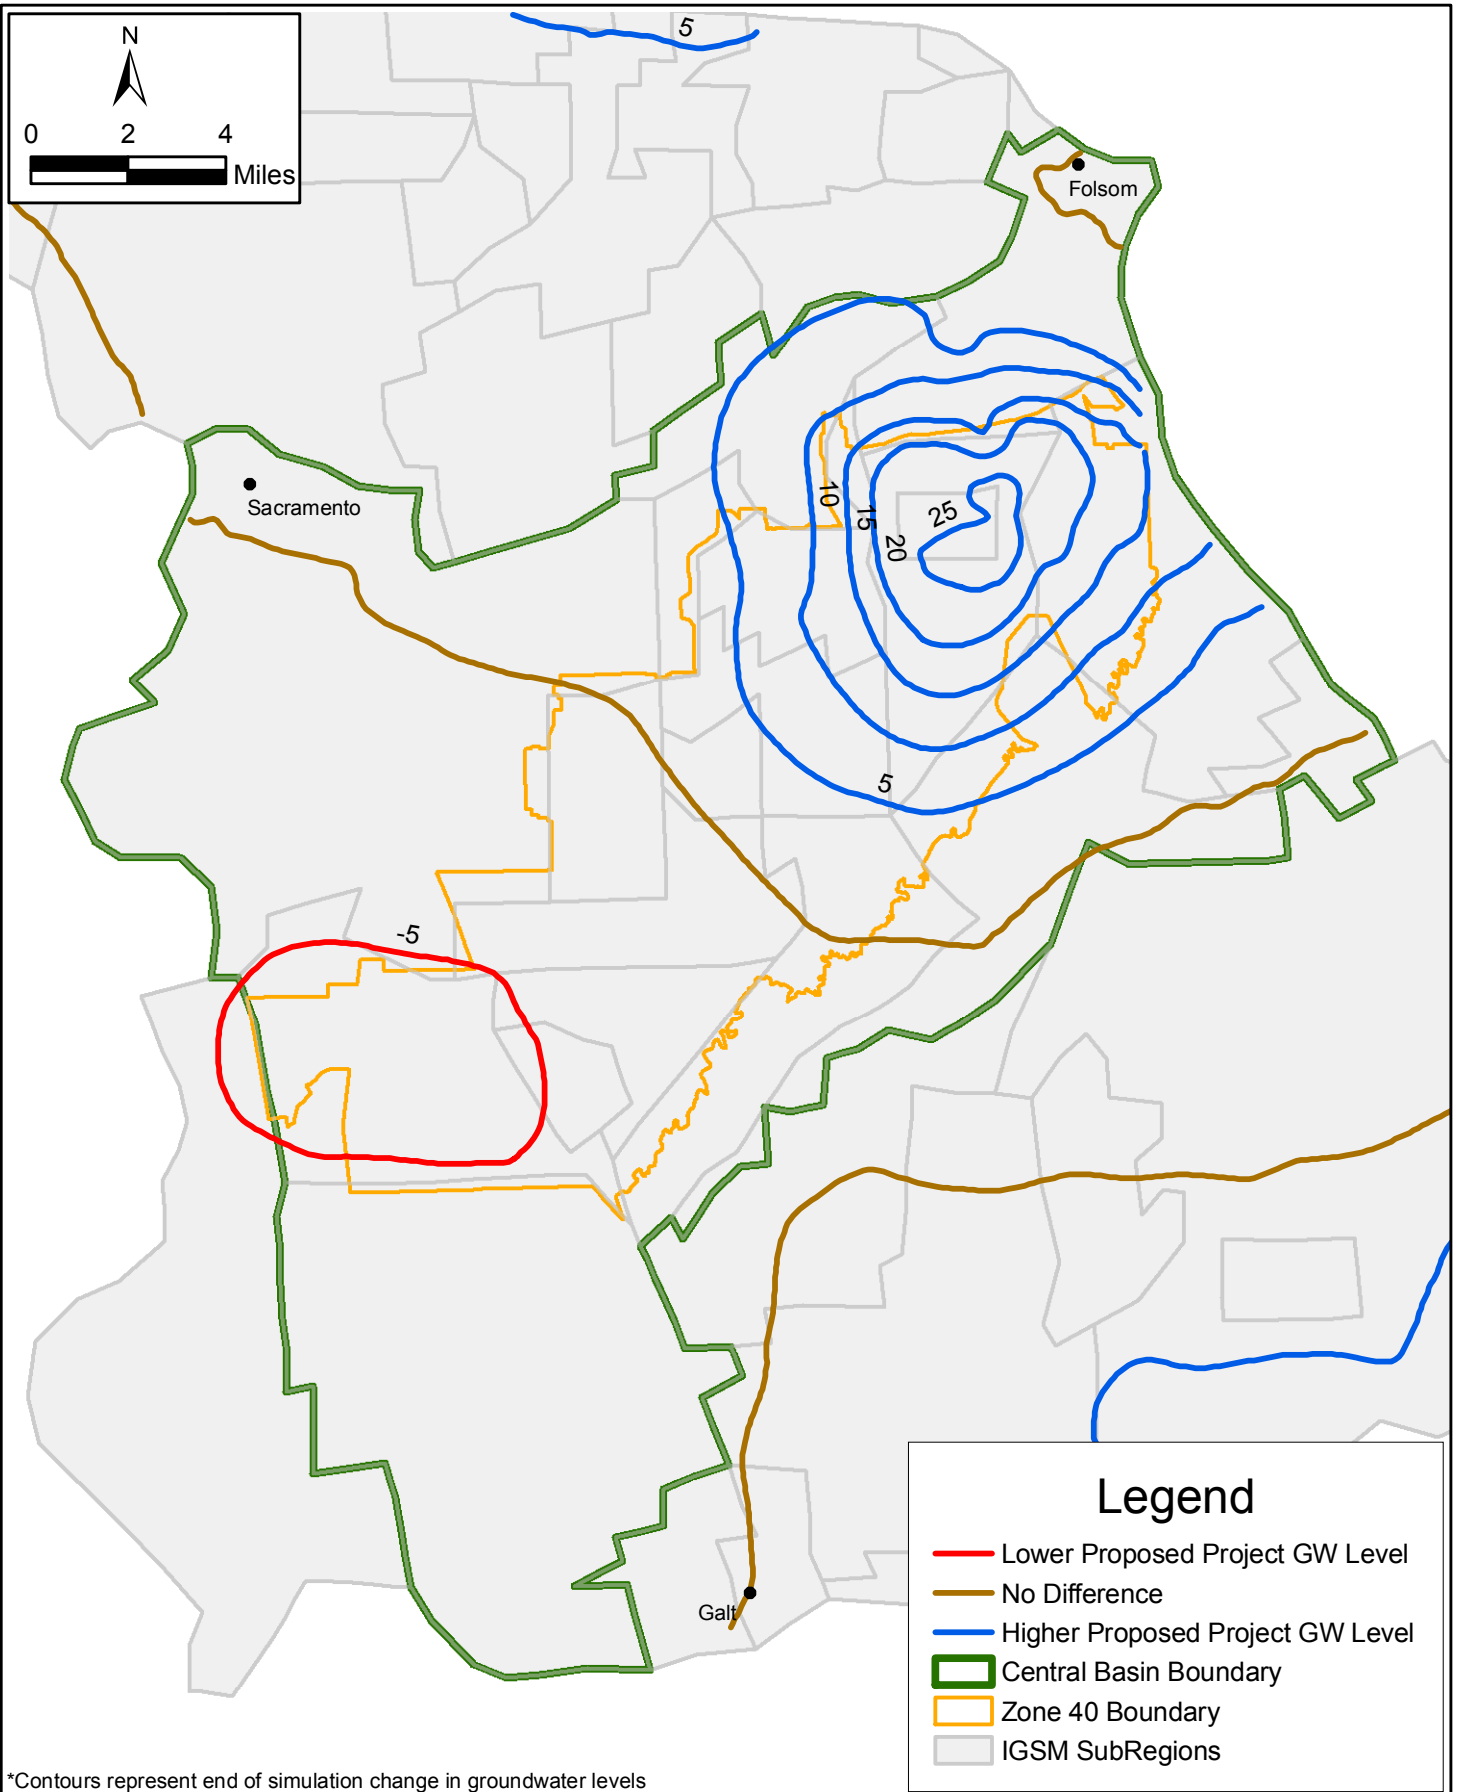 N
0 2 4
Miles
5
Folsom
Sacramento
10
15
20
25
5
-5
Galt
Legend
Lower Proposed Project GW Level
No Difference
Higher Proposed Project GW Level
Central Basin Boundary
Zone 40 Boundary
IGSM SubRegions
*Contours represent end of simulation change in groundwater levels